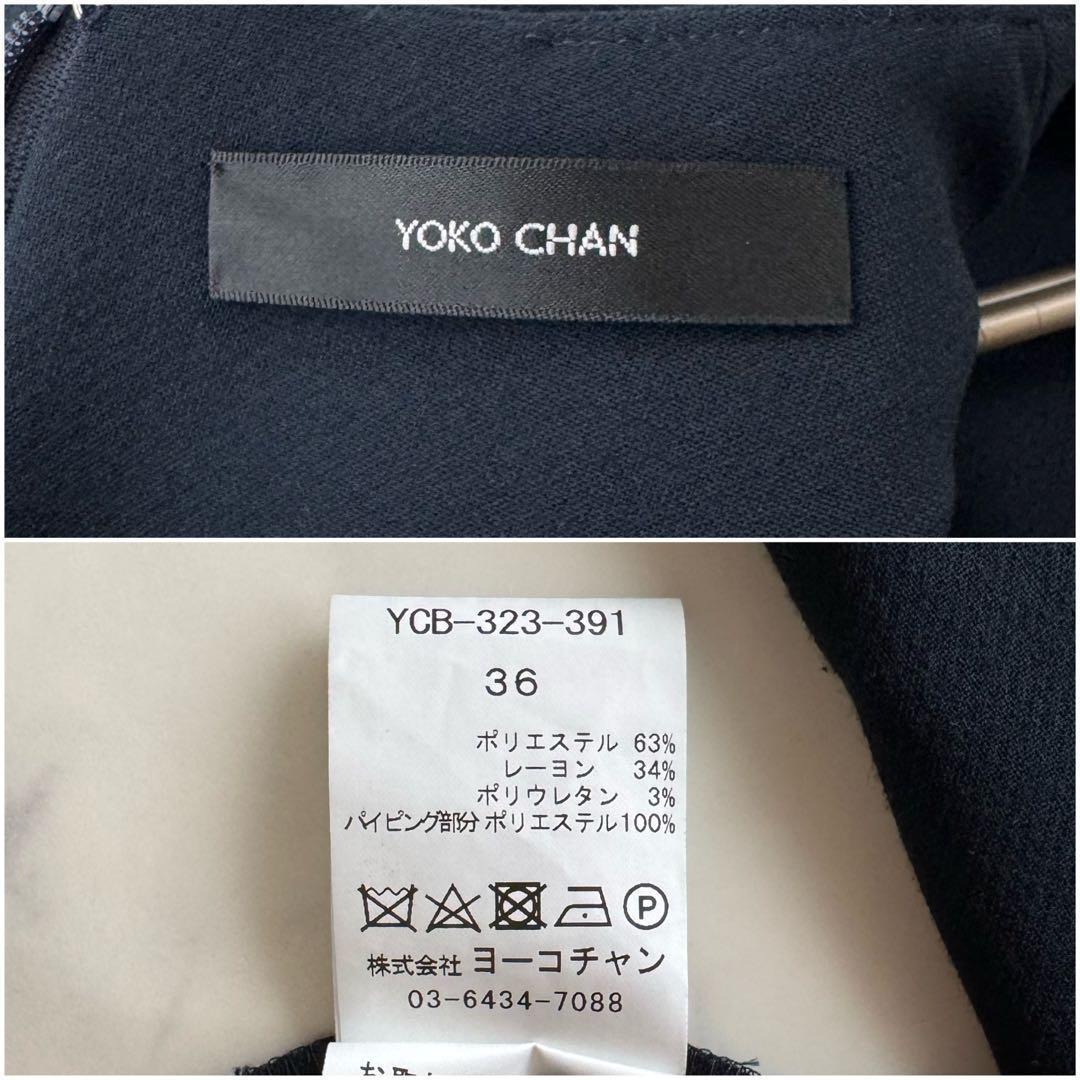 YOKO CHAN
YCB-323-391
36
ポリエステル 63%
レーヨン 34%
ポリウレタン 3%
パイピング部分 ポリエステル100%
P
株式会社 ヨーコチャン
03-6434-7088